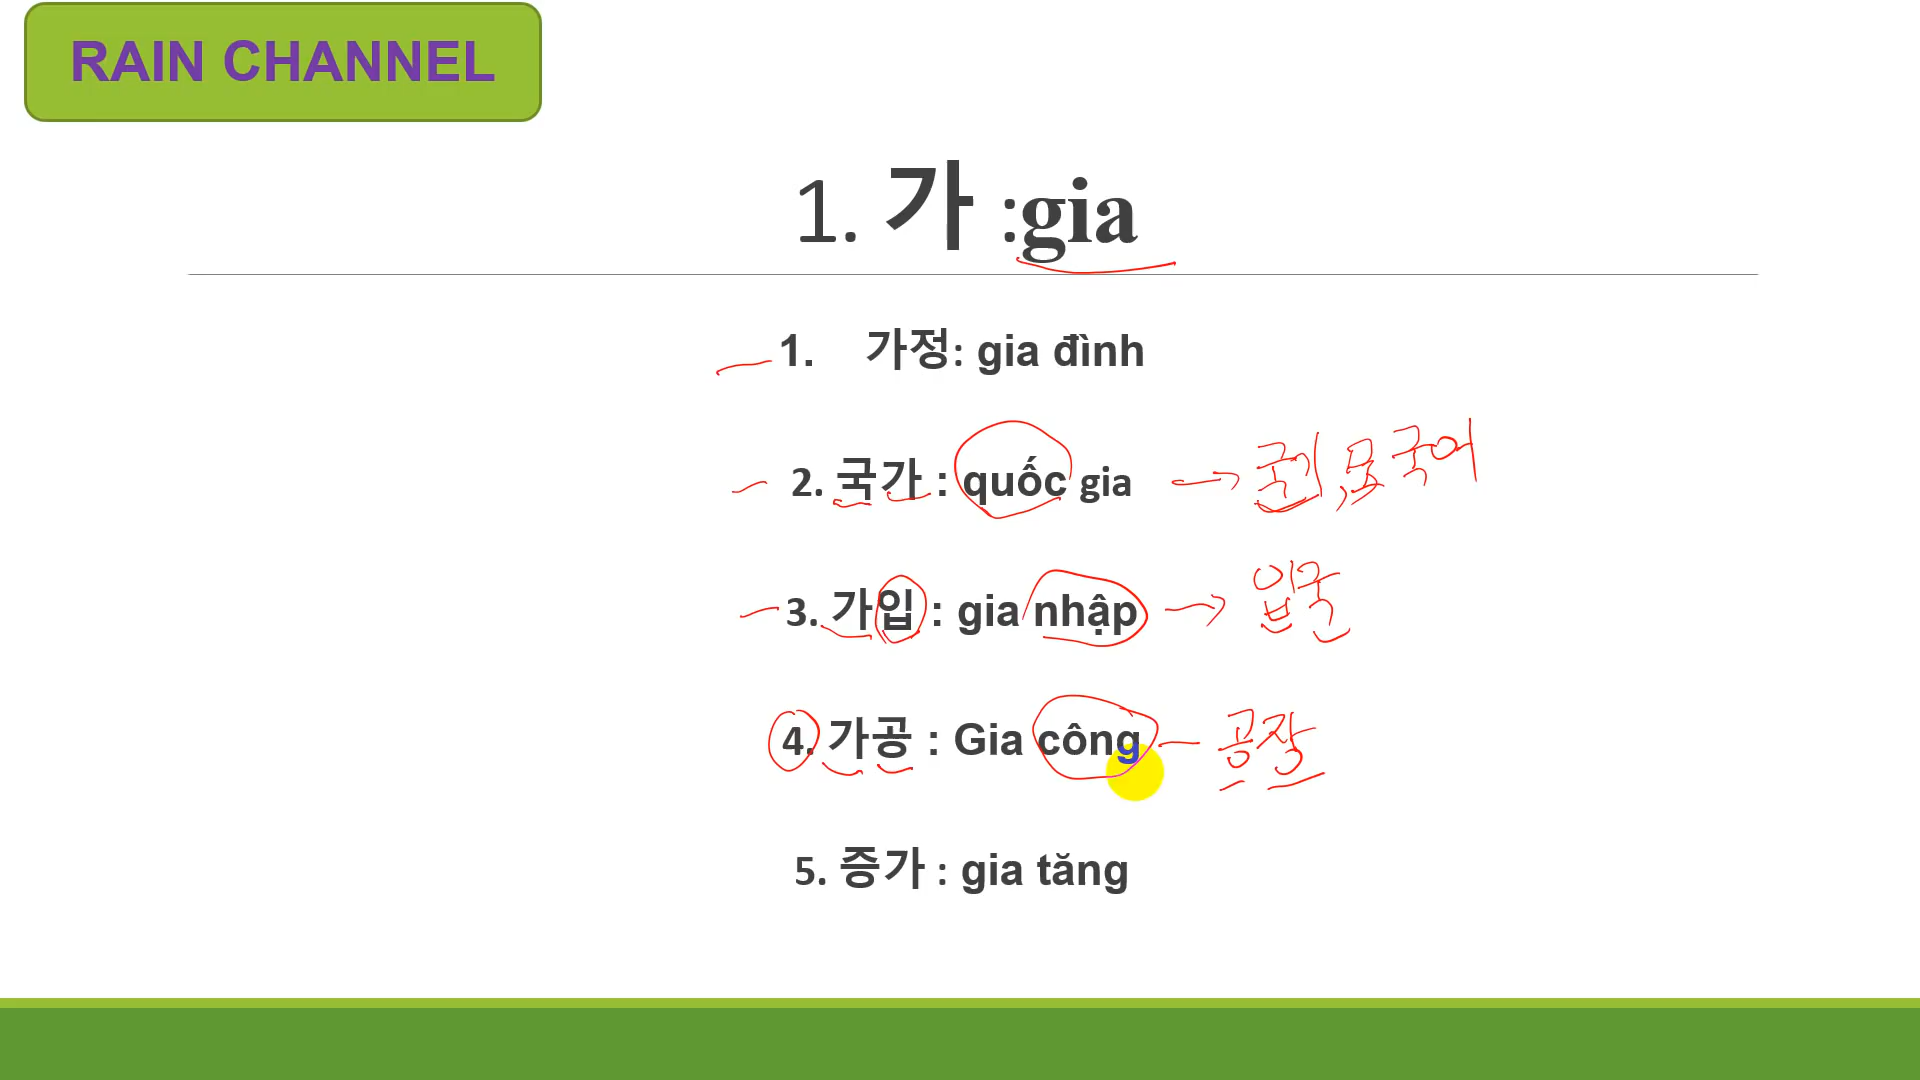 RAIN CHANNEL
1. 가 :gia
1. 가정: gia đình
2. 국가 : quốc gia → 국기, 모국어
3. 가입 : gia nhập → 입국
4. 가공 : Gia công — 공장
5. 증가 : gia tăng